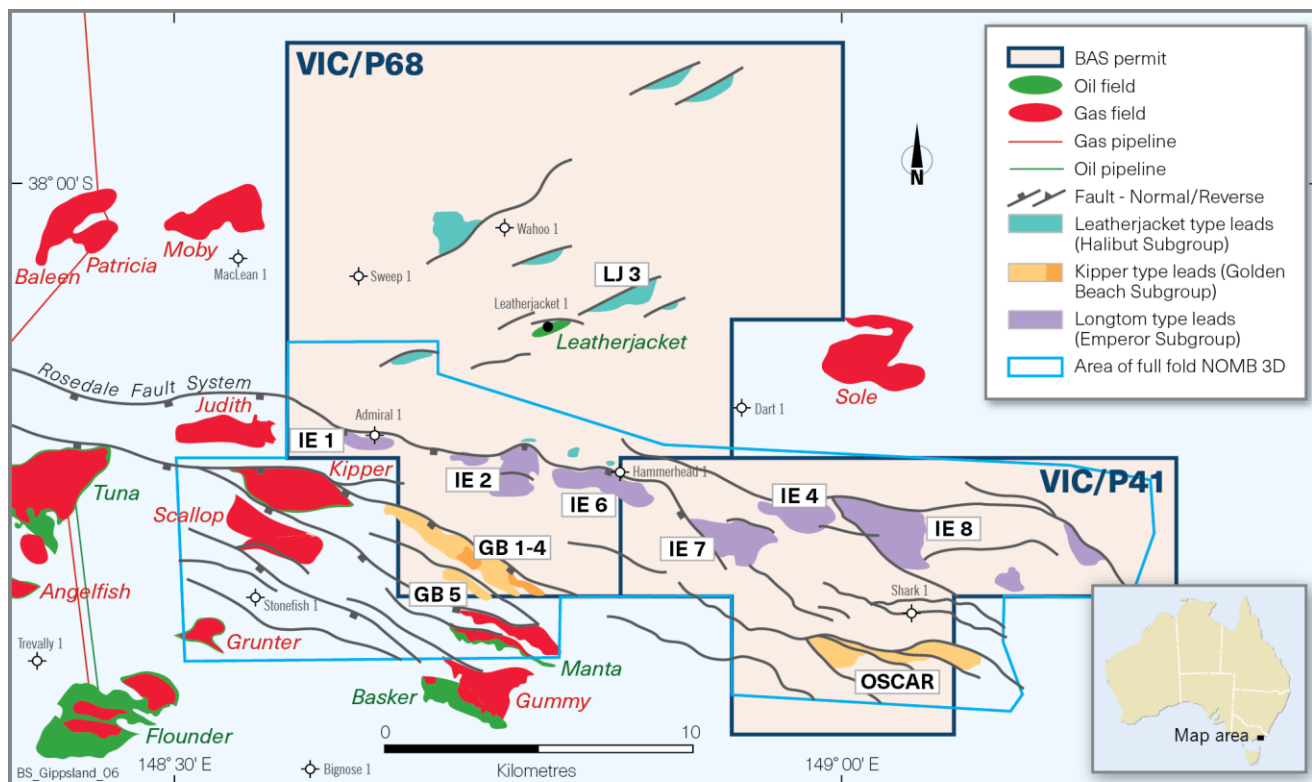 VIC/P68
BAS permit
Oil field
Gas field
Gas pipeline
Oil pipeline
Fault - Normal/Reverse
Leatherjacket type leads
(Halibut Subgroup)
Kipper type leads (Golden
Beach Subgroup)
Longtom type leads
(Emperor Subgroup)
Area of full fold NOMB 3D
N
38° 00' S
Wahoo 1
Moby
Patricia
Baleen
MacLean 1
Sweep 1
LJ 3
Leatherjacket 1
Leatherjacket
Rosedale Fault System
Sole
Judith
Dart 1
Admiral 1
IE 1
Kipper
IE 2
Hammerhead 1
VIC/P41
Tuna
IE 6
IE 4
Scallop
IE 8
GB 1-4
IE 7
Angelfish
GB 5
Stonefish 1
Shark 1
Grunter
Trevally 1
Manta
OSCAR
Basker
Gummy
Flounder
0
10
Kilometres
Map area
BS_Gippsland_06
148° 30' E
Bignose 1
149° 00' E